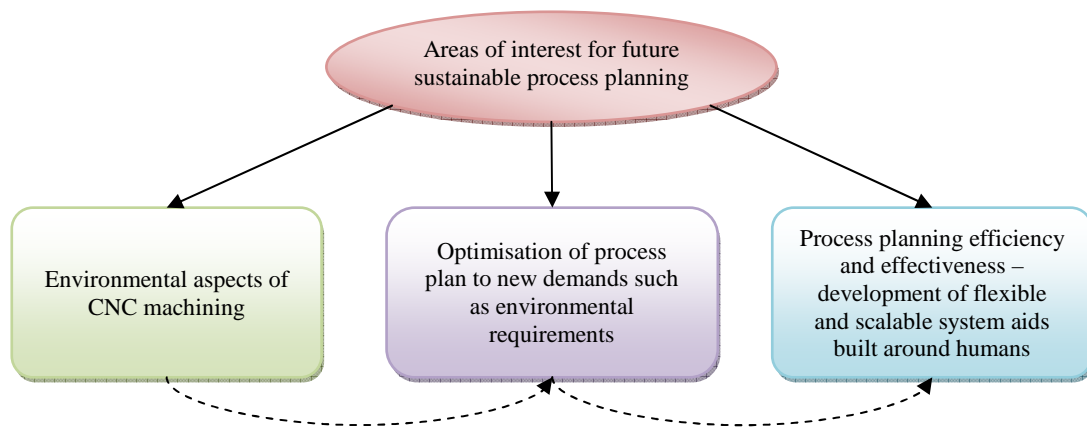 Areas of interest for future
sustainable process planning
Environmental aspects of
CNC machining
Optimisation of process
plan to new demands such
as environmental
requirements
Process planning efficiency
and effectiveness –
development of flexible
and scalable system aids
built around humans